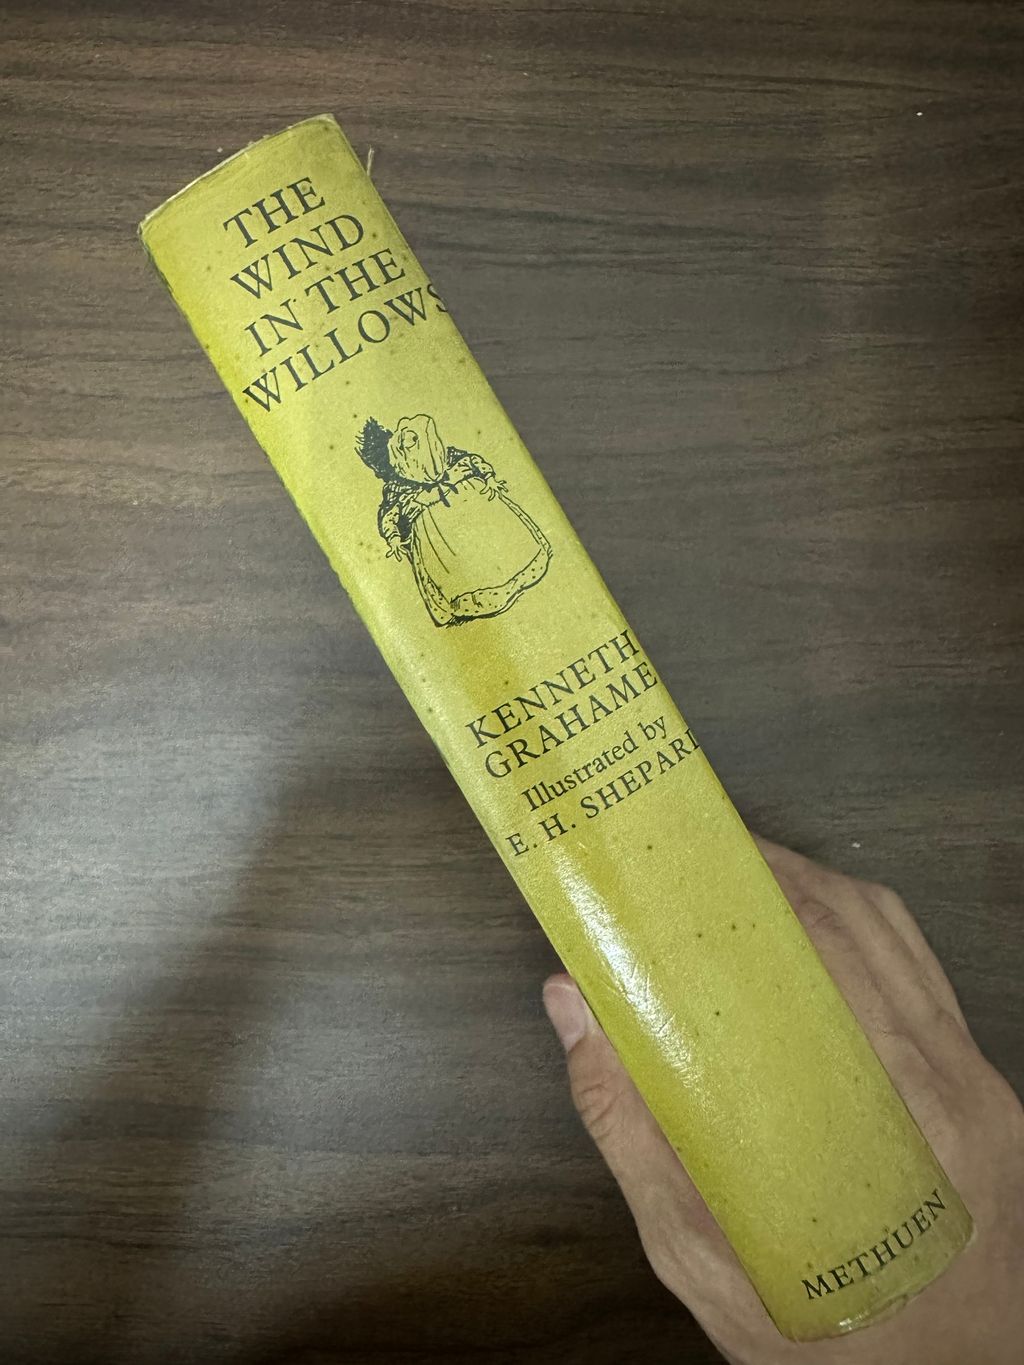 THE
WIND
IN THE
WILLOWS
KENNETH
GRAHAME
Illustrated by
E. H. SHEPARD
METHUEN